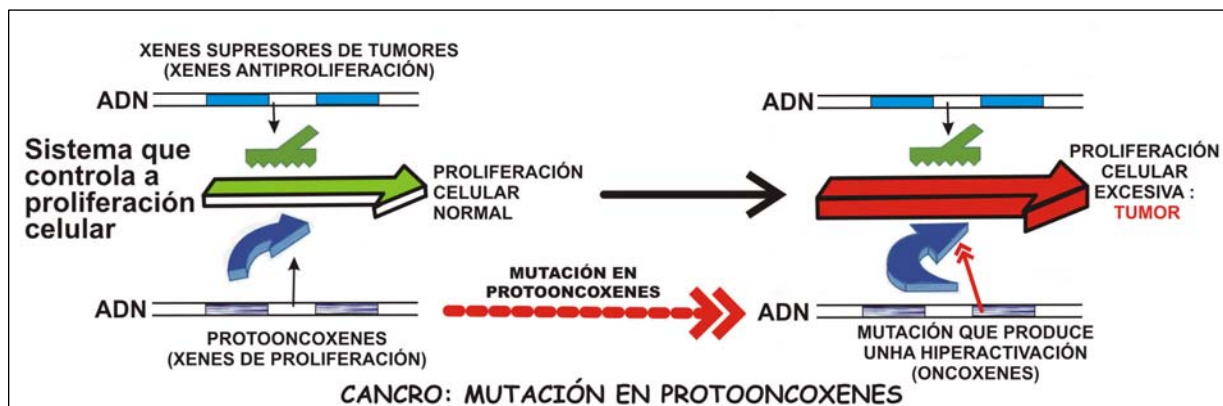 XENES SUPRESORES DE TUMORES
(XENES ANTIPROLIFERACIÓN)
ADN
Sistema que
controla a
proliferación
celular
PROLIFERACIÓN
CELULAR
NORMAL
ADN
PROTOONCOXENES
(XENES DE PROLIFERACIÓN)
MUTACIÓN EN
PROTOONCOXENES
ADN
PROLIFERACIÓN
CELULAR
EXCESIVA :
TUMOR
ADN
MUTACIÓN QUE PRODUCE
UNHA HIPERACTIVACIÓN
(ONCOXENES)
CANCRO: MUTACIÓN EN PROTOONCOXENES